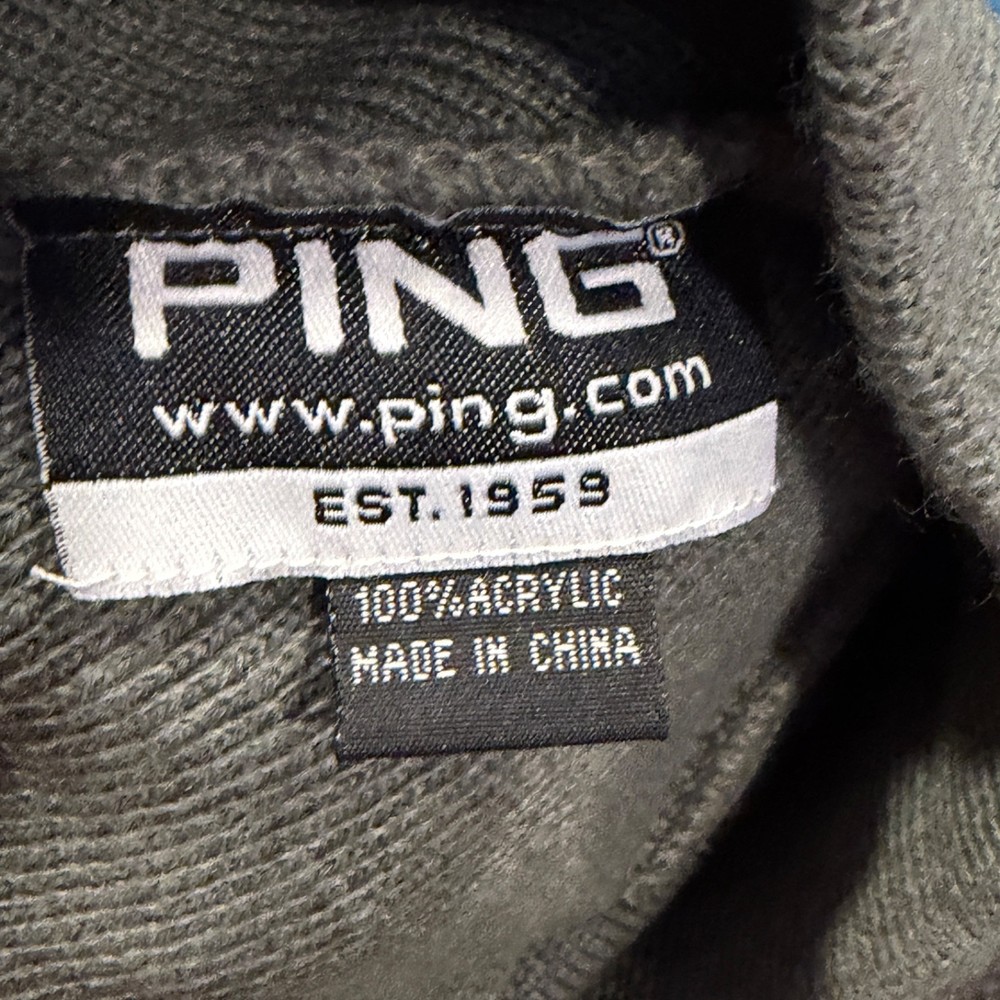 PING®
www.ping.com
EST. 1959
100%ACRYLIC
MADE IN CHINA